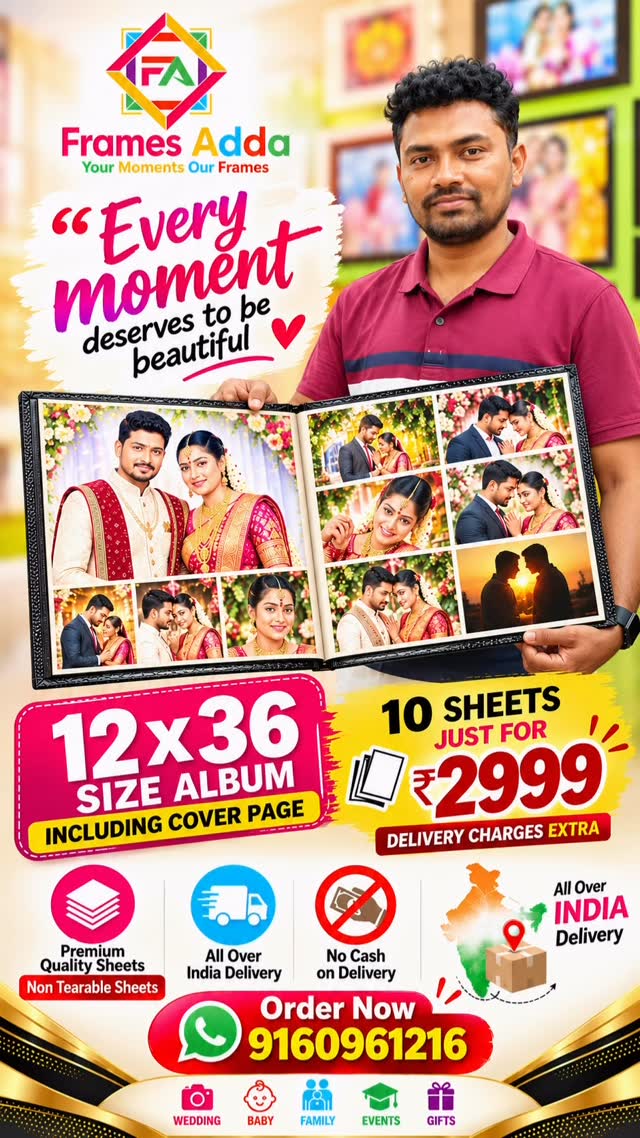 FA
Frames Adda
Your Moments Our Frames
“Every
moment
deserves to be
beautiful
12x36
SIZE ALBUM
INCLUDING COVER PAGE
10 SHEETS
JUST FOR
₹2999
DELIVERY CHARGES EXTRA
Premium
Quality Sheets
Non Tearable Sheets
All Over
India Delivery
No Cash
on Delivery
All Over
INDIA
Delivery
Order Now
9160961216
WEDDING
BABY
FAMILY
EVENTS
GIFTS